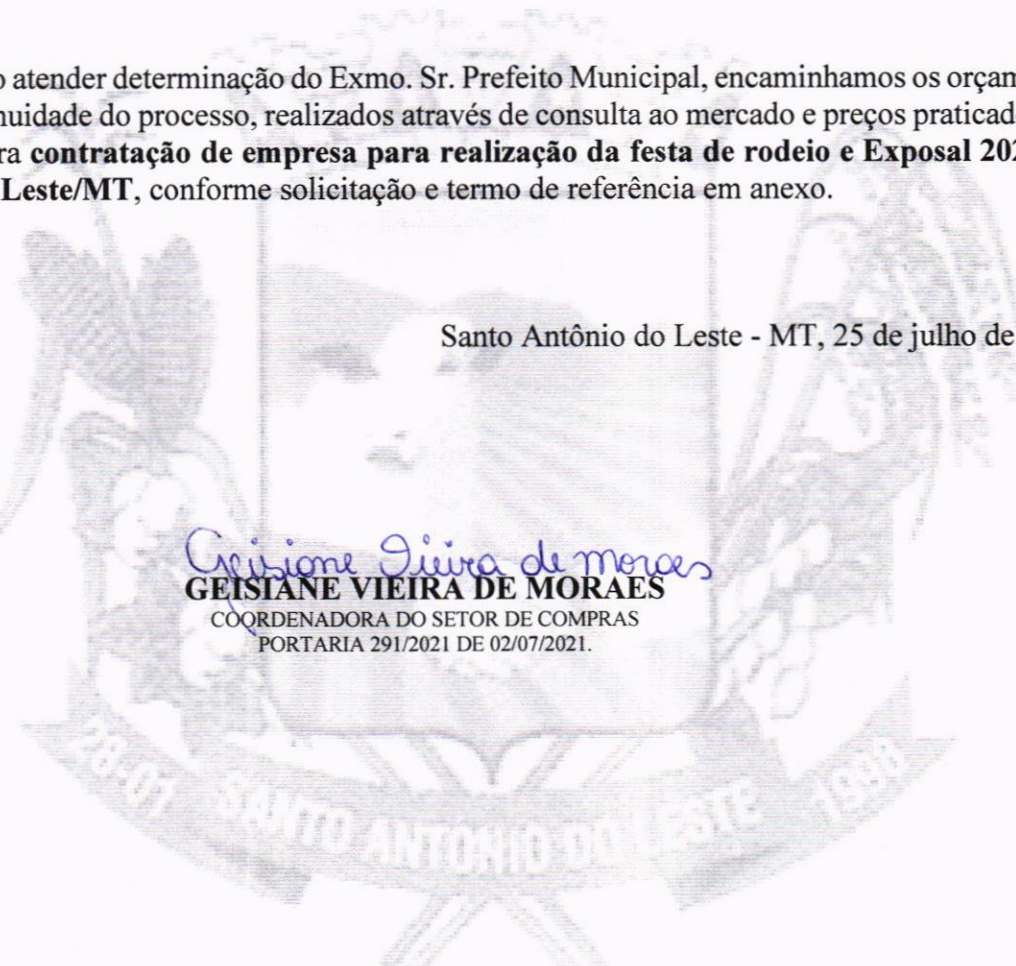 o atender determinação do Exmo. Sr. Prefeito Municipal, encaminhamos os orçam
nuidade do processo, realizados através de consulta ao mercado e preços praticad
ra contratação de empresa para realização da festa de rodeio e Exposal 202
Leste/MT, conforme solicitação e termo de referência em anexo.
Santo Antônio do Leste - MT, 25 de julho de
Geisiane Vieira de Moraes
GEISIANE VIEIRA DE MORAES
COORDENADORA DO SETOR DE COMPRAS
PORTARIA 291/2021 DE 02/07/2021.
28-01 SANTO ANTONIO DO LESTE 1998